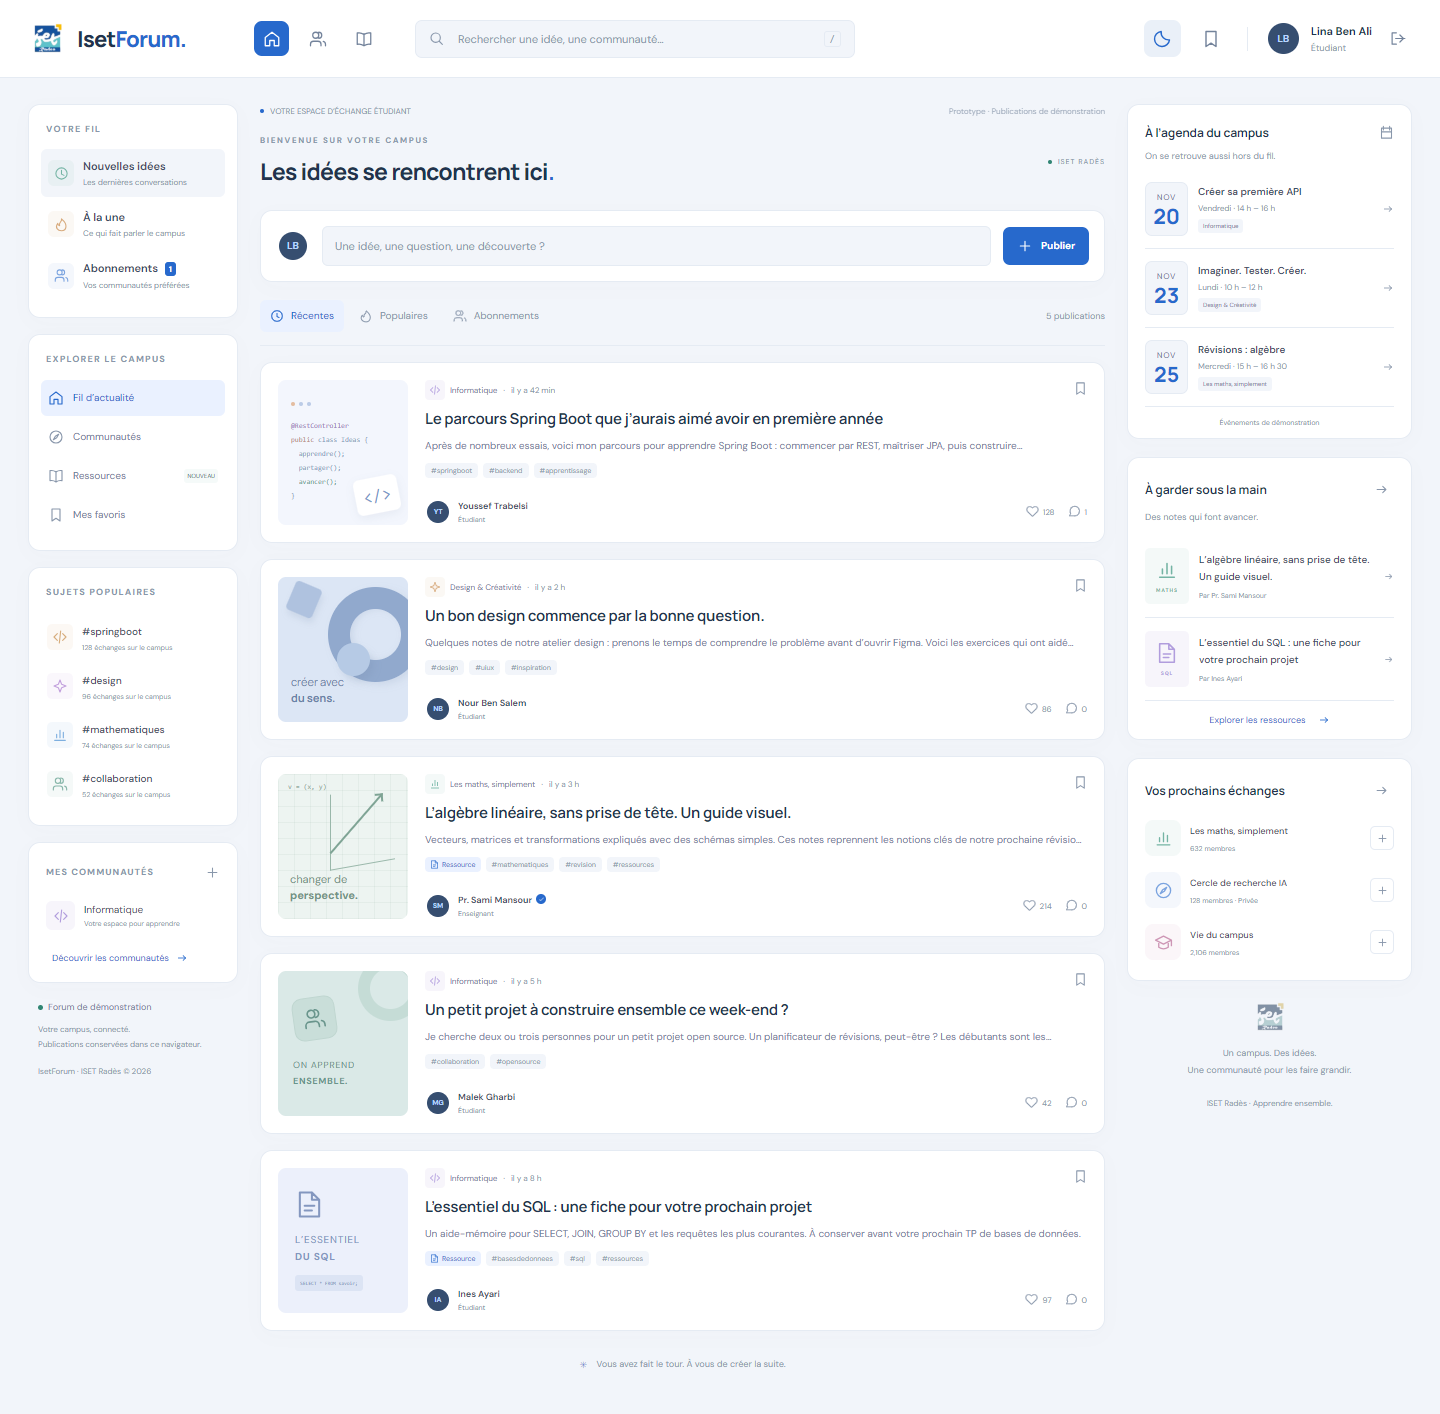 IsetForum.
Rechercher une idée, une communauté...
/
LB
Lina Ben Ali
Étudiant
VOTRE FIL
Nouvelles idées
Les dernières conversations
À la une
Ce qui fait parler le campus
Abonnements 1
Vos communautés préférées
EXPLORER LE CAMPUS
Fil d'actualité
Communautés
Ressources NOUVEAU
Mes favoris
SUJETS POPULAIRES
#springboot
128 échanges sur le campus
#design
96 échanges sur le campus
#mathematiques
74 échanges sur le campus
#collaboration
52 échanges sur le campus
MES COMMUNAUTÉS
Informatique
Votre espace pour apprendre
Découvrir les communautés
Forum de démonstration
Votre campus, connecté.
Publications conservées dans ce navigateur.
IsetForum · ISET Radès © 2026
VOTRE ESPACE D'ÉCHANGE ÉTUDIANT
Prototype · Publications de démonstration
BIENVENUE SUR VOTRE CAMPUS
Les idées se rencontrent ici.
ISET RADÈS
LB
Une idée, une question, une découverte ?
Publier
Récentes
Populaires
Abonnements
5 publications
@RestController
public class Ideas {
apprendre();
partager();
avancer();
}
</>
Informatique · il y a 42 min
Le parcours Spring Boot que j'aurais aimé avoir en première année
Après de nombreux essais, voici mon parcours pour apprendre Spring Boot : commencer par REST, maîtriser JPA, puis construire...
#springboot #backend #apprentissage
YT
Youssef Trabelsi
Étudiant
128
1
créer avec
du sens.
Design & Créativité · il y a 2 h
Un bon design commence par la bonne question.
Quelques notes de notre atelier design : prenons le temps de comprendre le problème avant d'ouvrir Figma. Voici les exercices qui ont aidé...
#design #uiux #inspiration
NB
Nour Ben Salem
Étudiant
86
0
v = (x, y)
changer de
perspective.
Les maths, simplement · il y a 3 h
L'algèbre linéaire, sans prise de tête. Un guide visuel.
Vecteurs, matrices et transformations expliqués avec des schémas simples. Ces notes reprennent les notions clés de notre prochaine révisio...
Ressource #mathematiques #revision #ressources
SM
Pr. Sami Mansour
Enseignant
214
0
ON APPREND
ENSEMBLE.
Informatique · il y a 5 h
Un petit projet à construire ensemble ce week-end ?
Je cherche deux ou trois personnes pour un petit projet open source. Un planificateur de révisions, peut-être ? Les débutants sont les...
#collaboration #opensource
MG
Malek Gharbi
Étudiant
42
0
L'ESSENTIEL
DU SQL
SELECT * FROM savoir;
Informatique · il y a 8 h
L'essentiel du SQL : une fiche pour votre prochain projet
Un aide-mémoire pour SELECT, JOIN, GROUP BY et les requêtes les plus courantes. À conserver avant votre prochain TP de bases de données.
Ressource #basesdedonnees #sql #ressources
IA
Ines Ayari
Étudiant
97
0
Vous avez fait le tour. À vous de créer la suite.
À l'agenda du campus
On se retrouve aussi hors du fil.
NOV
20
Créer sa première API
Vendredi · 14 h – 16 h
Informatique
NOV
23
Imaginer. Tester. Créer.
Lundi · 10 h – 12 h
Design & Créativité
NOV
25
Révisions : algèbre
Mercredi · 15 h – 16 h 30
Les maths, simplement
Événements de démonstration
À garder sous la main
Des notes qui font avancer.
MATHS
L'algèbre linéaire, sans prise de tête.
Un guide visuel.
Par Pr. Sami Mansour
SQL
L'essentiel du SQL : une fiche pour
votre prochain projet
Par Ines Ayari
Explorer les ressources
Vos prochains échanges
Les maths, simplement
632 membres
Cercle de recherche IA
128 membres · Privée
Vie du campus
2,106 membres
Un campus. Des idées.
Une communauté pour les faire grandir.
ISET Radès · Apprendre ensemble.